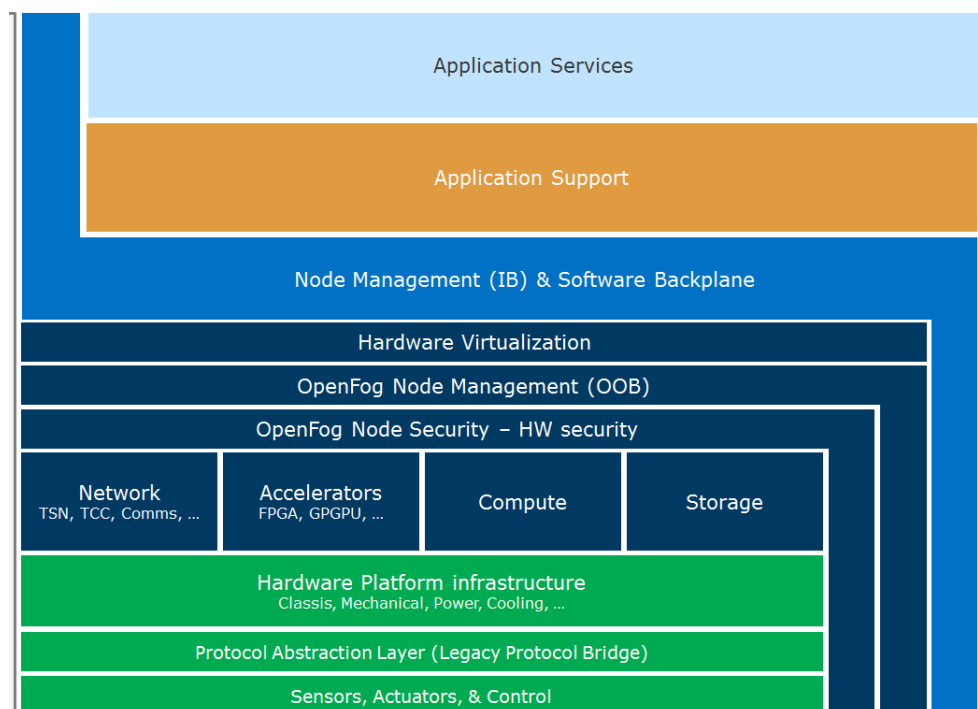 Application Services
Application Support
Node Management (IB) & Software Backplane
Hardware Virtualization
OpenFog Node Management (OOB)
OpenFog Node Security – HW security
Network
TSN, TCC, Comms, ...
Accelerators
FPGA, GPGPU, ...
Compute
Storage
Hardware Platform infrastructure
Classis, Mechanical, Power, Cooling, ...
Protocol Abstraction Layer (Legacy Protocol Bridge)
Sensors, Actuators, & Control